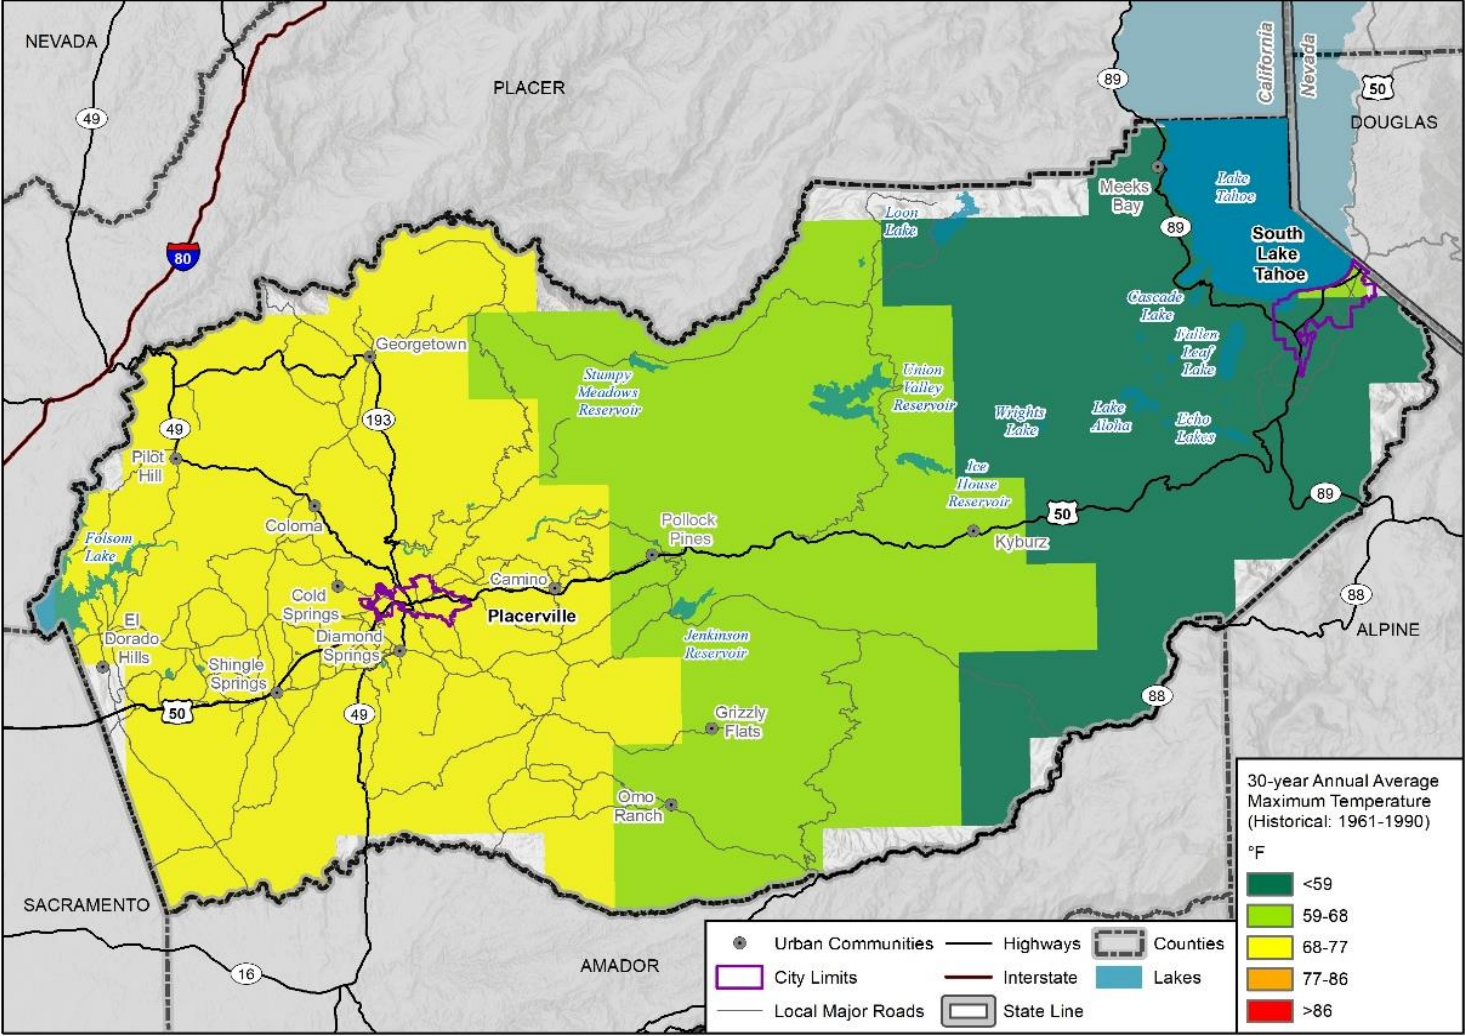 NEVADA
PLACER
California
Nevada
DOUGLAS
49
89
50
80
Meeks
Bay
Lake
Tahoe
Loon
Lake
89
South
Lake
Tahoe
Cascade
Lake
Fallen
Leaf
Lake
Georgetown
Stumpy
Meadows
Reservoir
Union
Valley
Reservoir
Wrights
Lake
Lake
Aloha
Echo
Lakes
193
49
Pilot
Hill
Ice
House
Reservoir
89
50
Coloma
Pollock
Pines
Kyburz
Folsom
Lake
Camino
Cold
Springs
Placerville
88
ALPINE
El
Dorado
Hills
Diamond
Springs
Jenkinson
Reservoir
Shingle
Springs
50
49
88
Grizzly
Flats
Omo
Ranch
SACRAMENTO
AMADOR
16
30-year Annual Average
Maximum Temperature
(Historical: 1961-1990)
°F
<59
59-68
68-77
77-86
>86
Urban Communities
Highways
Counties
City Limits
Interstate
Lakes
Local Major Roads
State Line